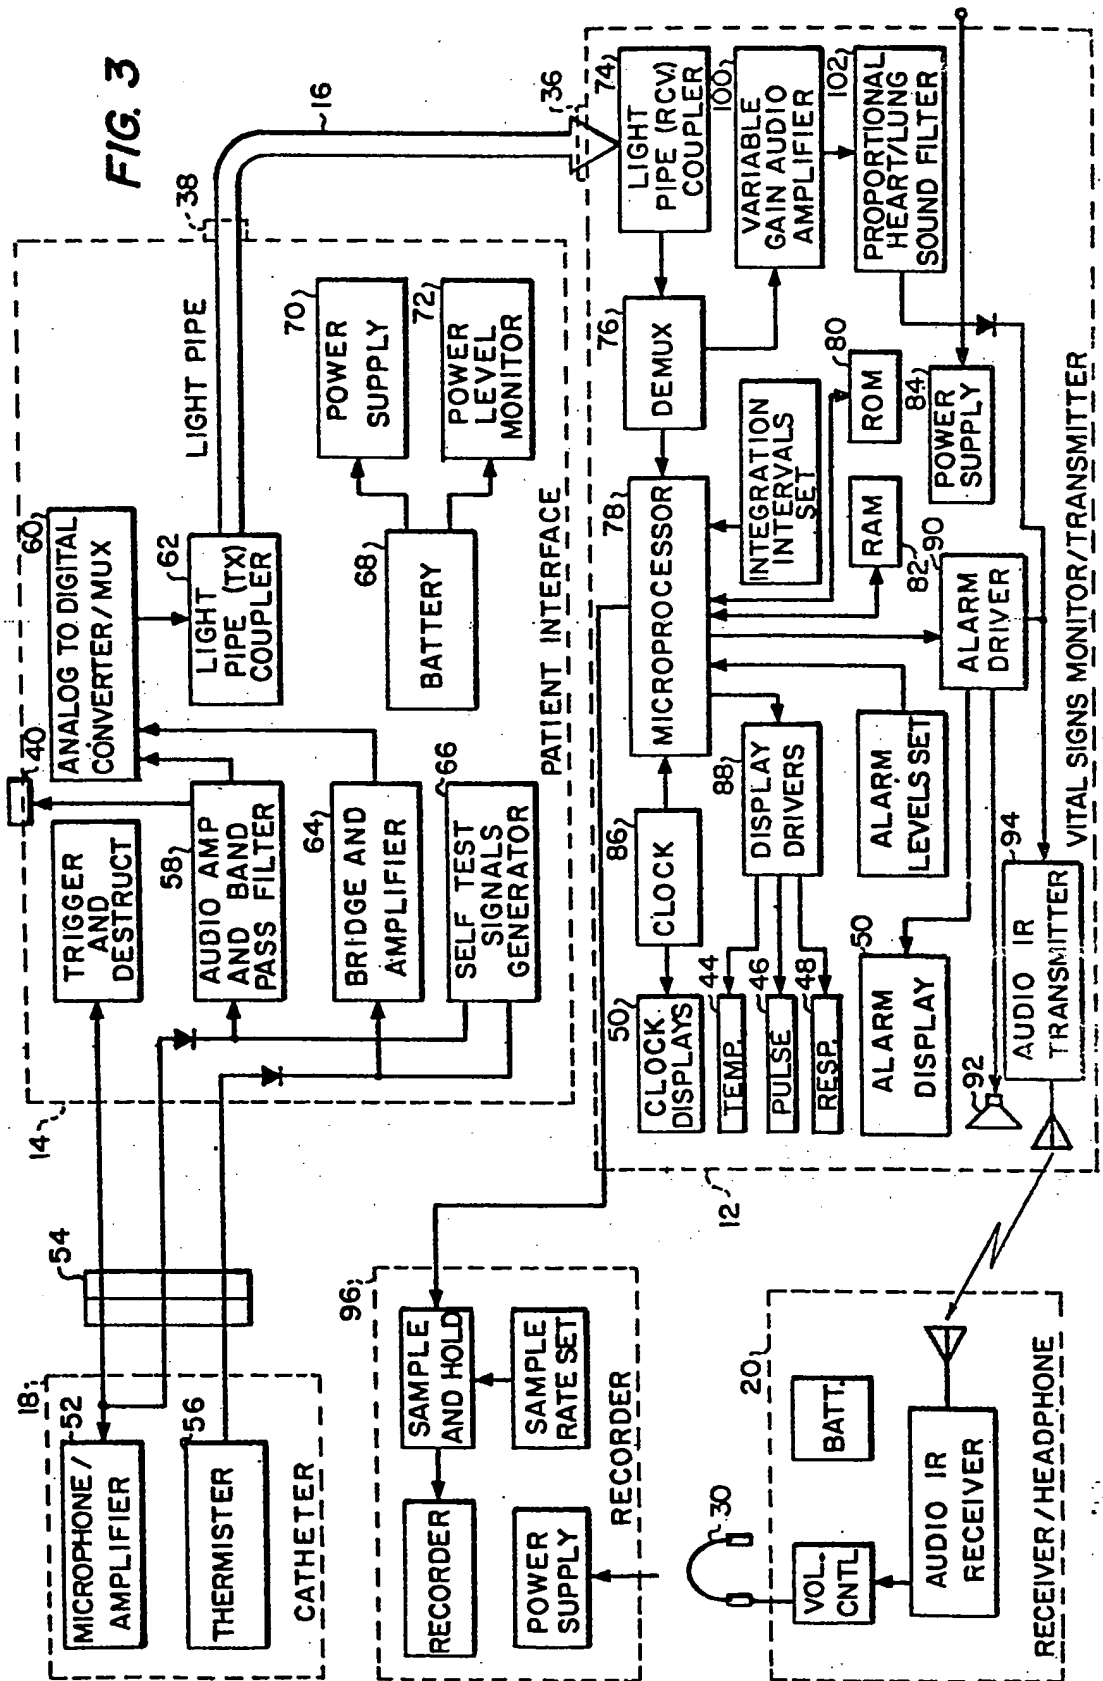 FIG. 3
18
52
MICROPHONE/
AMPLIFIER
56
THERMISTER
CATHETER
54
14
TRIGGER
AND
DESTRUCT
40
58
AUDIO AMP
AND BAND
PASS FILTER
64
BRIDGE AND
AMPLIFIER
66
SELF TEST
SIGNALS
GENERATOR
60
ANALOG TO DIGITAL
CONVERTER/MUX
62
LIGHT
PIPE (TX)
COUPLER
68
BATTERY
70
POWER
SUPPLY
72
POWER
LEVEL
MONITOR
PATIENT INTERFACE
LIGHT PIPE
38
16
36
96
SAMPLE
AND HOLD
SAMPLE
RATE SET
RECORDER
POWER
SUPPLY
RECORDER
12
74
LIGHT
PIPE (RCV.)
COUPLER
76
DEMUX
100
VARIABLE
GAIN AUDIO
AMPLIFIER
102
PROPORTIONAL
HEART/LUNG
SOUND FILTER
78
MICROPROCESSOR
INTEGRATION
INTERVALS
SET
80
ROM
82
RAM
84
POWER
SUPPLY
86
CLOCK
50
CLOCK
DISPLAYS
88
DISPLAY
DRIVERS
44
TEMP.
46
PULSE
48
RESP.
ALARM
LEVELS SET
90
ALARM
DRIVER
50
ALARM
DISPLAY
92
94
AUDIO IR
TRANSMITTER
VITAL SIGNS MONITOR/TRANSMITTER
20
BATT.
30
VOL.
CNTL
AUDIO IR
RECEIVER
RECEIVER/HEADPHONE